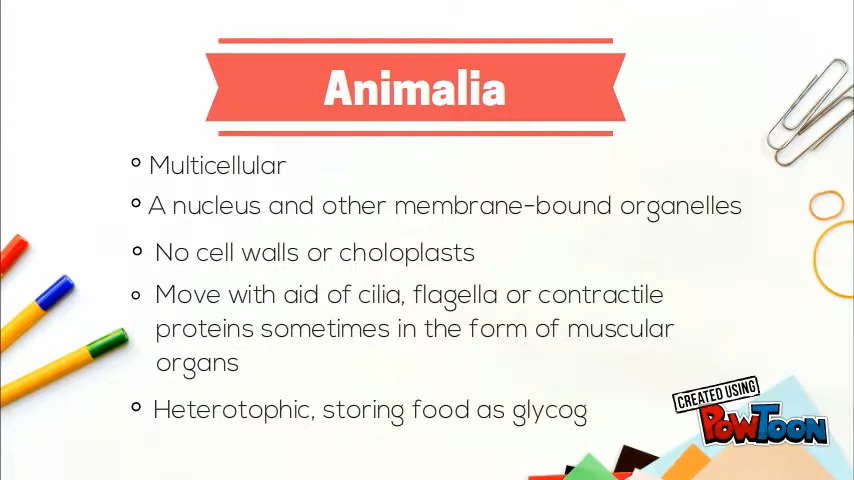 Animalia
Multicellular
A nucleus and other membrane-bound organelles
No cell walls or choloplasts
Move with aid of cilia, flagella or contractile
proteins sometimes in the form of muscular
organs
Heterotophic, storing food as glycog
CREATED USING
POWTOON